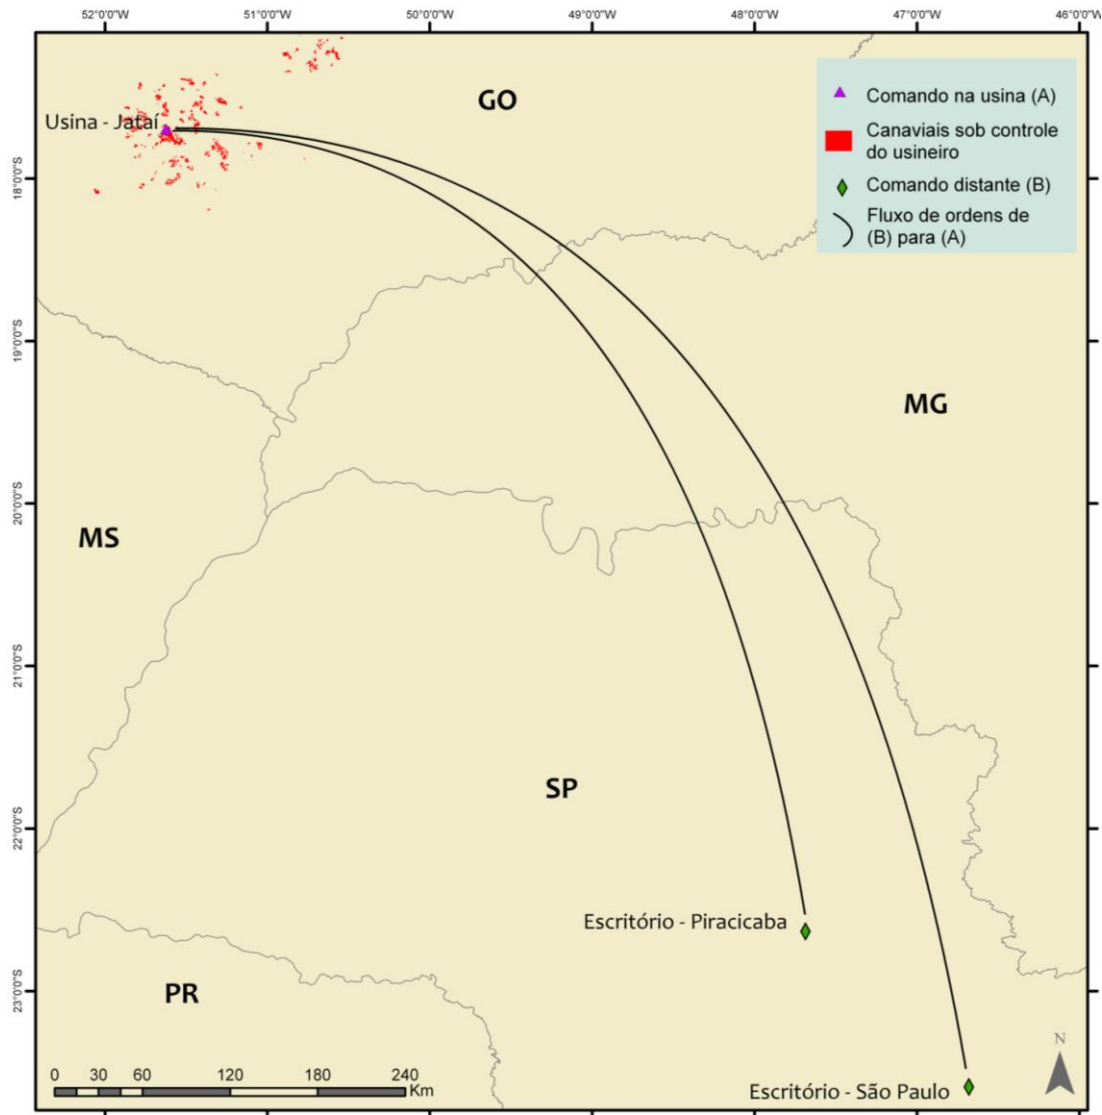 52°0'0"W 51°0'0"W 50°0'0"W 49°0'0"W 48°0'0"W 47°0'0"W 46°0'0"W
GO
Usina - Jataí
Comando na usina (A)
Canaviais sob controle
do usineiro
Comando distante (B)
Fluxo de ordens de
(B) para (A)
18°0'0"S
19°0'0"S
MG
20°0'0"S
MS
21°0'0"S
SP
22°0'0"S
Escritório - Piracicaba
23°0'0"S
PR
N
0 30 60 120 180 240
Km
Escritório - São Paulo